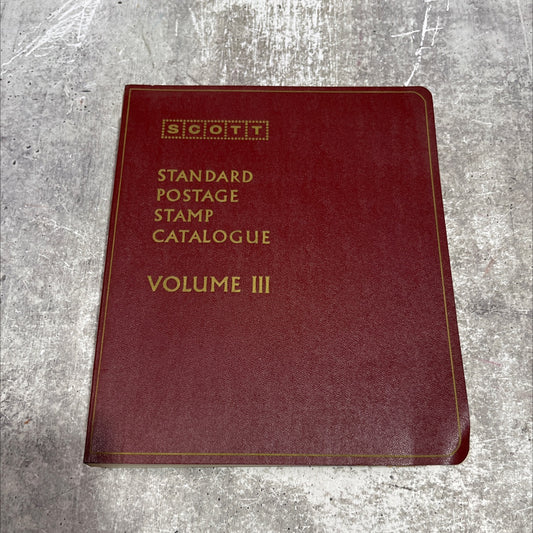 SCOTT
STANDARD
POSTAGE
STAMP
CATALOGUE
VOLUME III